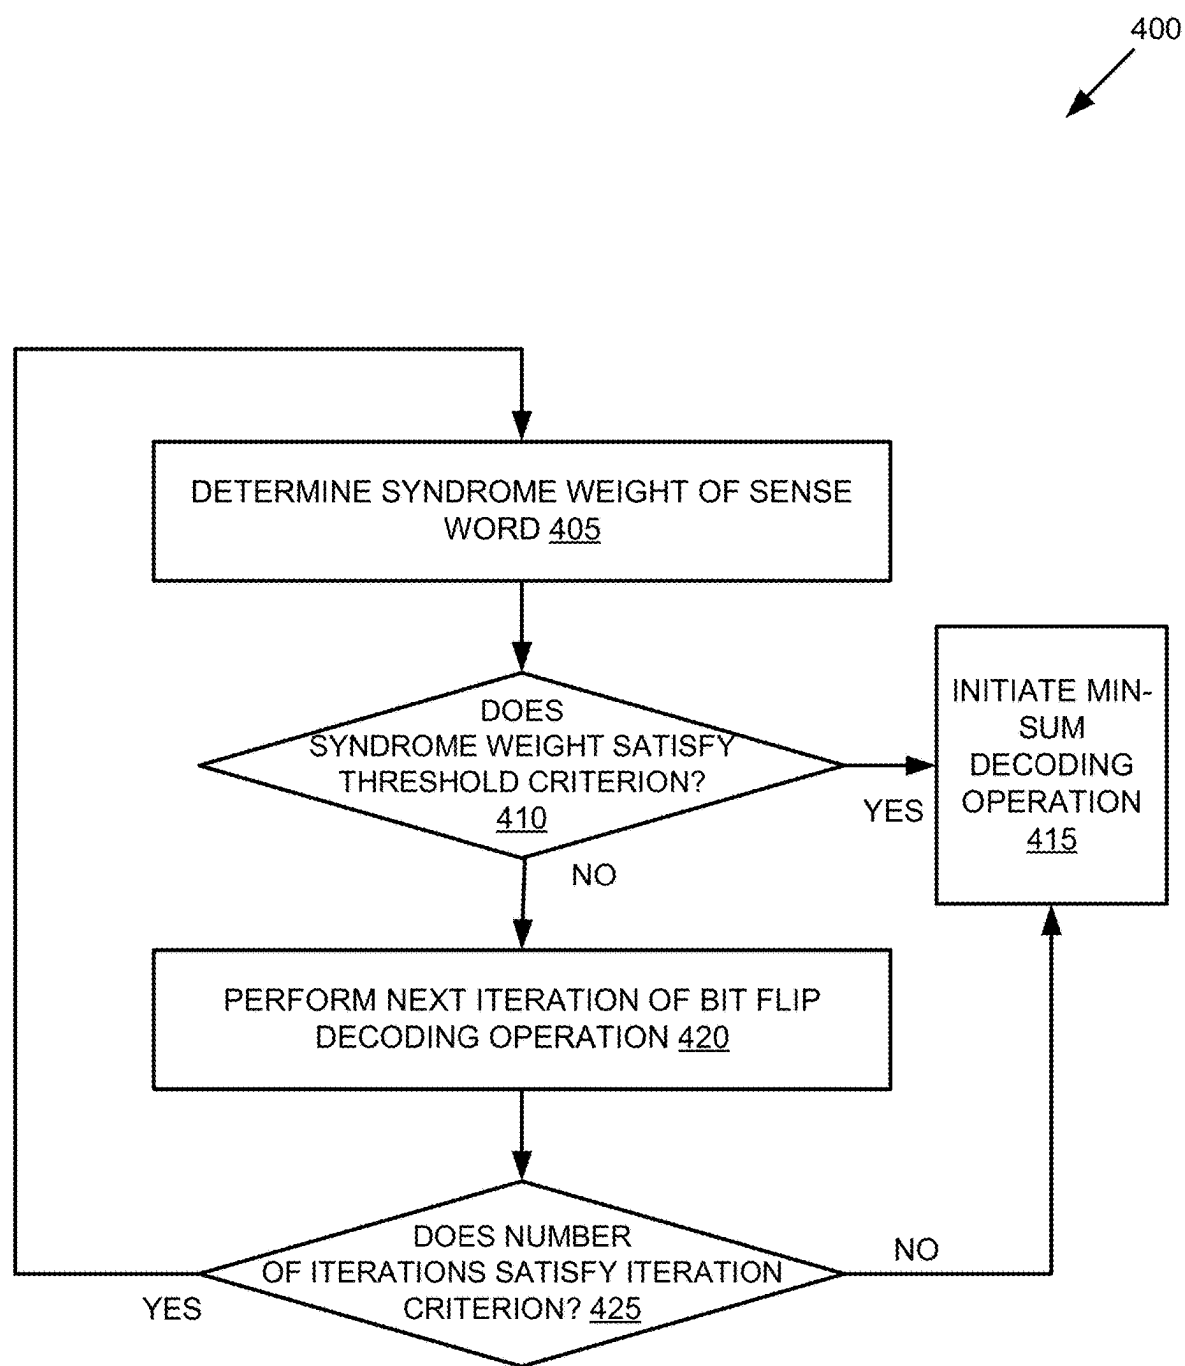 400
DETERMINE SYNDROME WEIGHT OF SENSE
WORD 405
DOES
SYNDROME WEIGHT SATISFY
THRESHOLD CRITERION?
410
YES
INITIATE MIN-
SUM
DECODING
OPERATION
415
NO
PERFORM NEXT ITERATION OF BIT FLIP
DECODING OPERATION 420
DOES NUMBER
OF ITERATIONS SATISFY ITERATION
CRITERION? 425
NO
YES